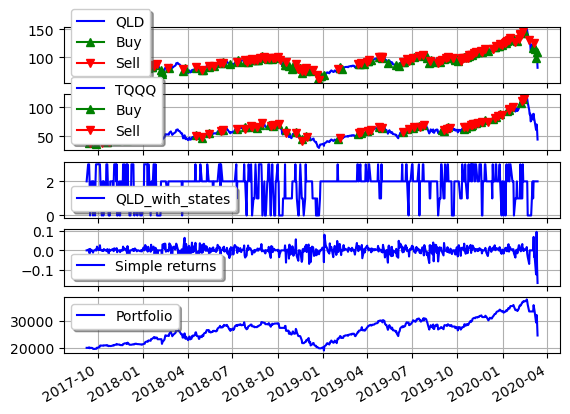 QLD
Buy
Sell
150
100
TQQQ
Buy
Sell
100
50
2
0
QLD_with_states
0.1
0.0
−0.1
Simple returns
30000
20000
Portfolio
2017-10
2018-01
2018-04
2018-07
2018-10
2019-01
2019-04
2019-07
2019-10
2020-01
2020-04